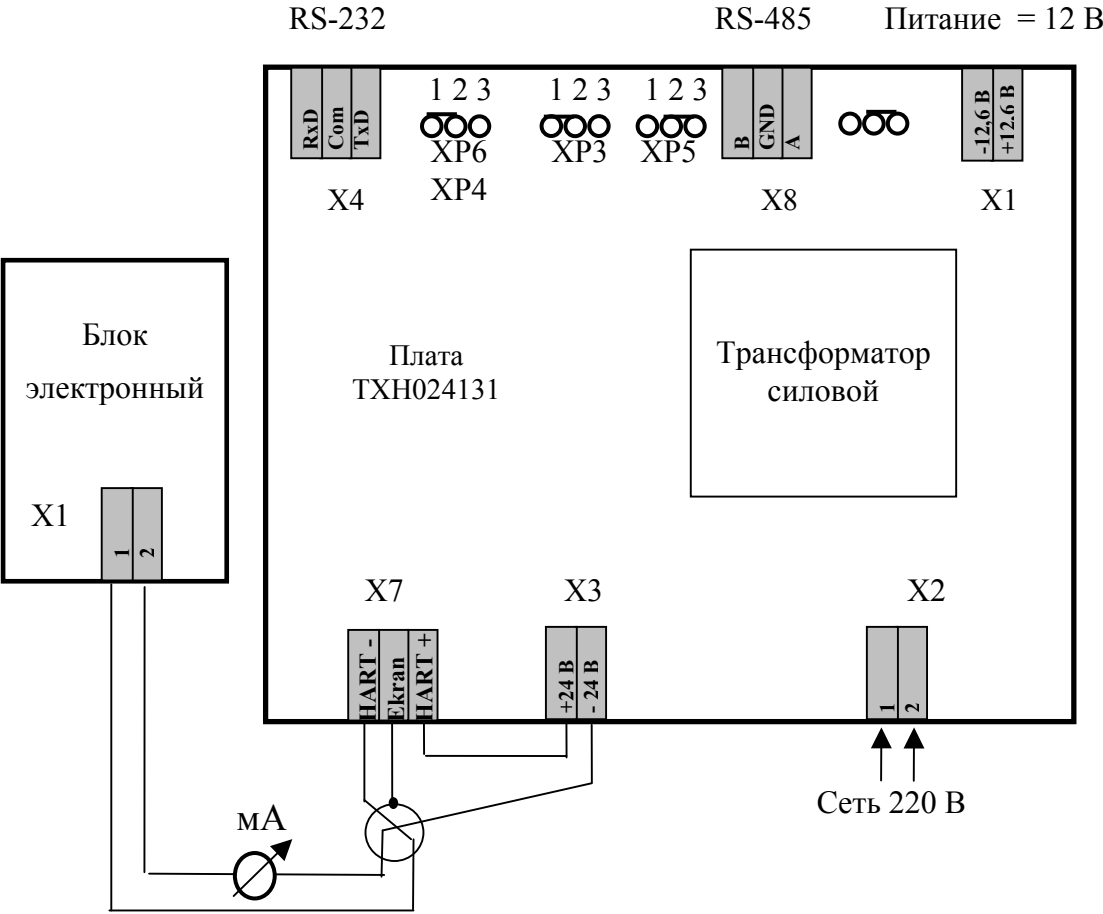 RS-232 RS-485 Питание = 12 В
1 2 3 1 2 3 1 2 3
RxD
Com
TxD
B
GND
A
-12,6 В
+12.6 В
XP6 XP3 XP5
XP4
X4 X8 X1
Блок
электронный
Плата
ТХН024131
Трансформатор
силовой
X1
1
2
X7 X3 X2
HART -
Ekran
HART +
+24 В
- 24 В
1
2
Сеть 220 В
мА